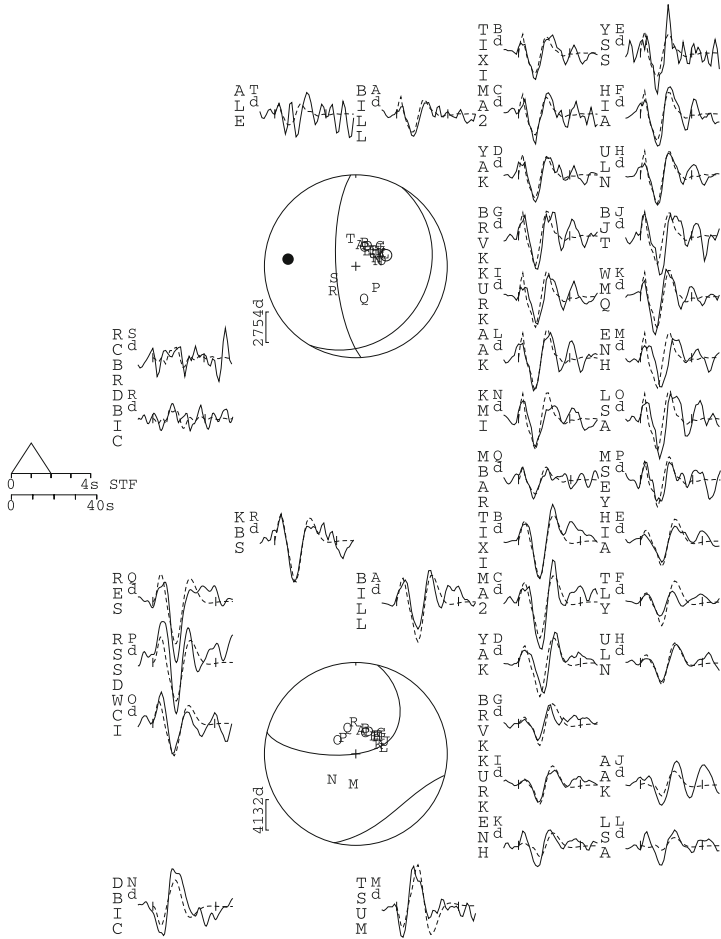 TIXI B d
YSS E d
ALE T d
BILL A d
MA2 C d
HIA F d
YAK D d
ULN H d
BRVK G d
BJT J d
T A
S
R
P
Q
KURK I d
WMQ K d
2754d
RCBR S d
AAK L d
ENH M d
DBIC R d
KMI N d
LSA O d
MBAR Q d
MSEY P d
0 4s STF
0 40s
KBS R d
TIXI B d
HIA E d
RES Q d
BILL A d
MA2 C d
TLY F d
RSSD P d
YAK D d
ULN H d
WCI O d
BRVK G d
R
Q
O P
N M
KURK I d
AAK J d
4132d
ENH K d
LSA L d
DBIC N d
TSUM M d